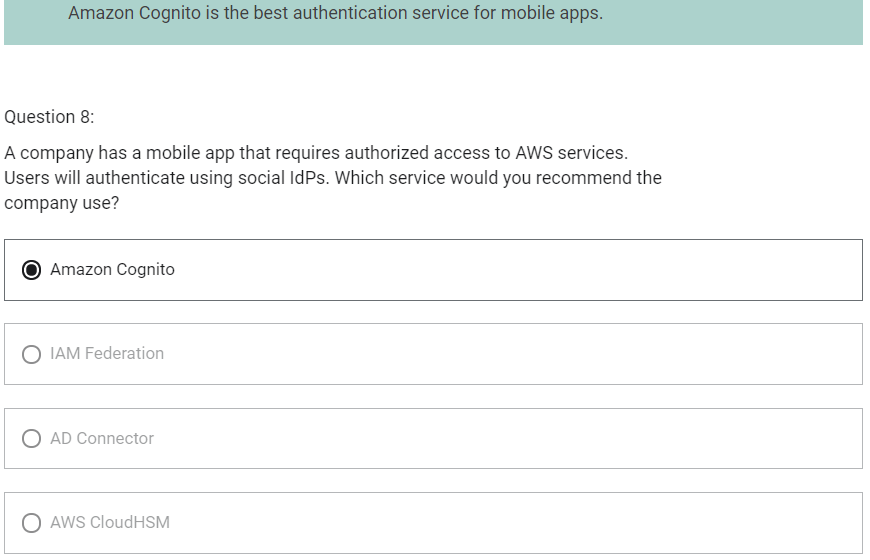 Amazon Cognito is the best authentication service for mobile apps.
Question 8:
A company has a mobile app that requires authorized access to AWS services.
Users will authenticate using social IdPs. Which service would you recommend the
company use?
Amazon Cognito
IAM Federation
AD Connector
AWS CloudHSM